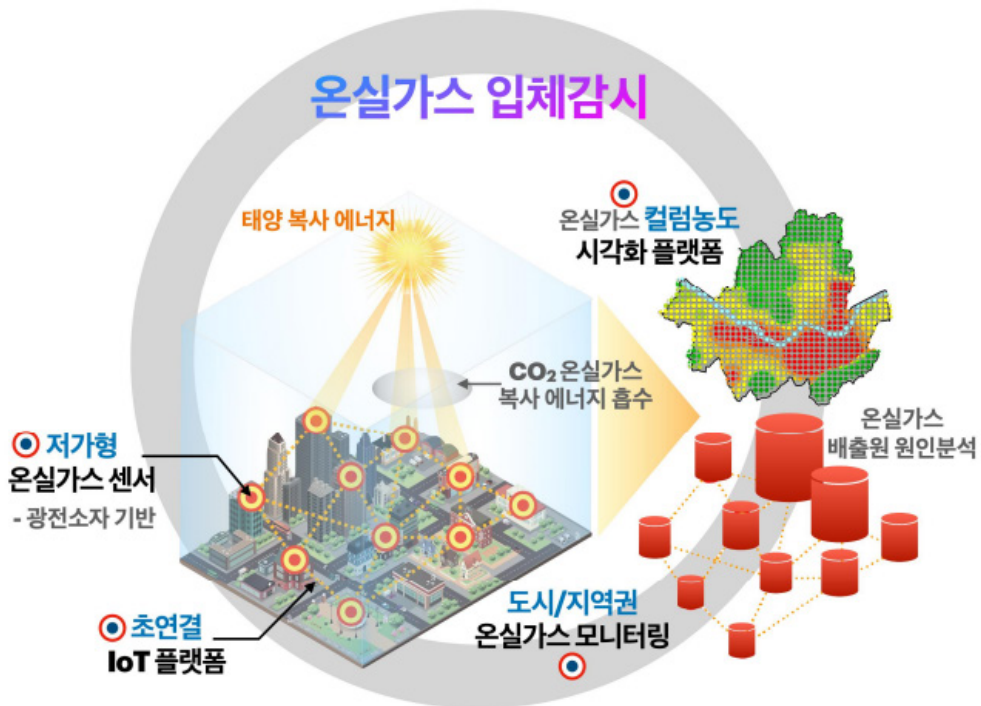 온실가스 입체감시
태양 복사 에너지
온실가스 컬럼농도
시각화 플랫폼
CO₂ 온실가스
복사 에너지 흡수
온실가스
배출원 원인분석
저가형
온실가스 센서
- 광전소자 기반
초연결
IoT 플랫폼
도시/지역권
온실가스 모니터링